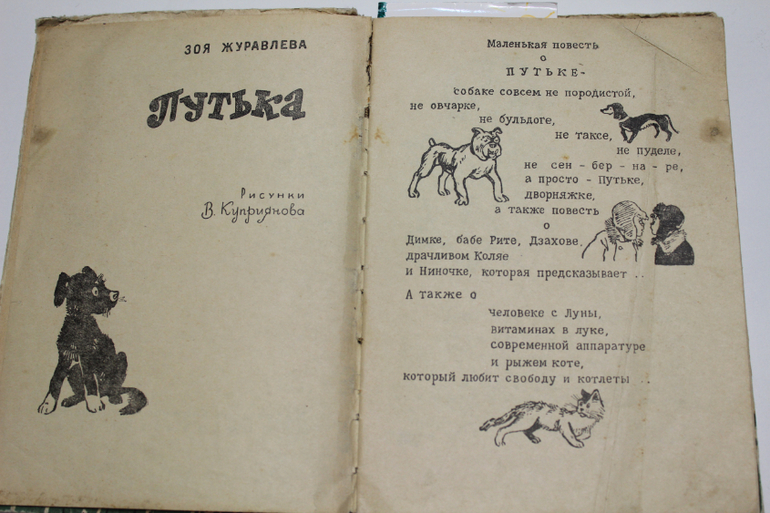 ЗОЯ ЖУРАВЛЕВА
ПУТЬКА
Рисунки
В. Куприянова
Маленькая повесть
о
ПУТЬКЕ-
собаке совсем не породистой,
не овчарке,
не бульдоге,
не таксе,
не пуделе,
не сен - бер - на - ре,
а просто - Путьке,
дворняжке,
а также повесть
о
Димке, бабе Рите, Дзахове,
драчливом Коляе
и Ниночке, которая предсказывает ..
А также о
Человеке с Луны,
витаминах в луке,
современной аппаратуре
и рыжем коте,
который любит свободу и котлеты ..